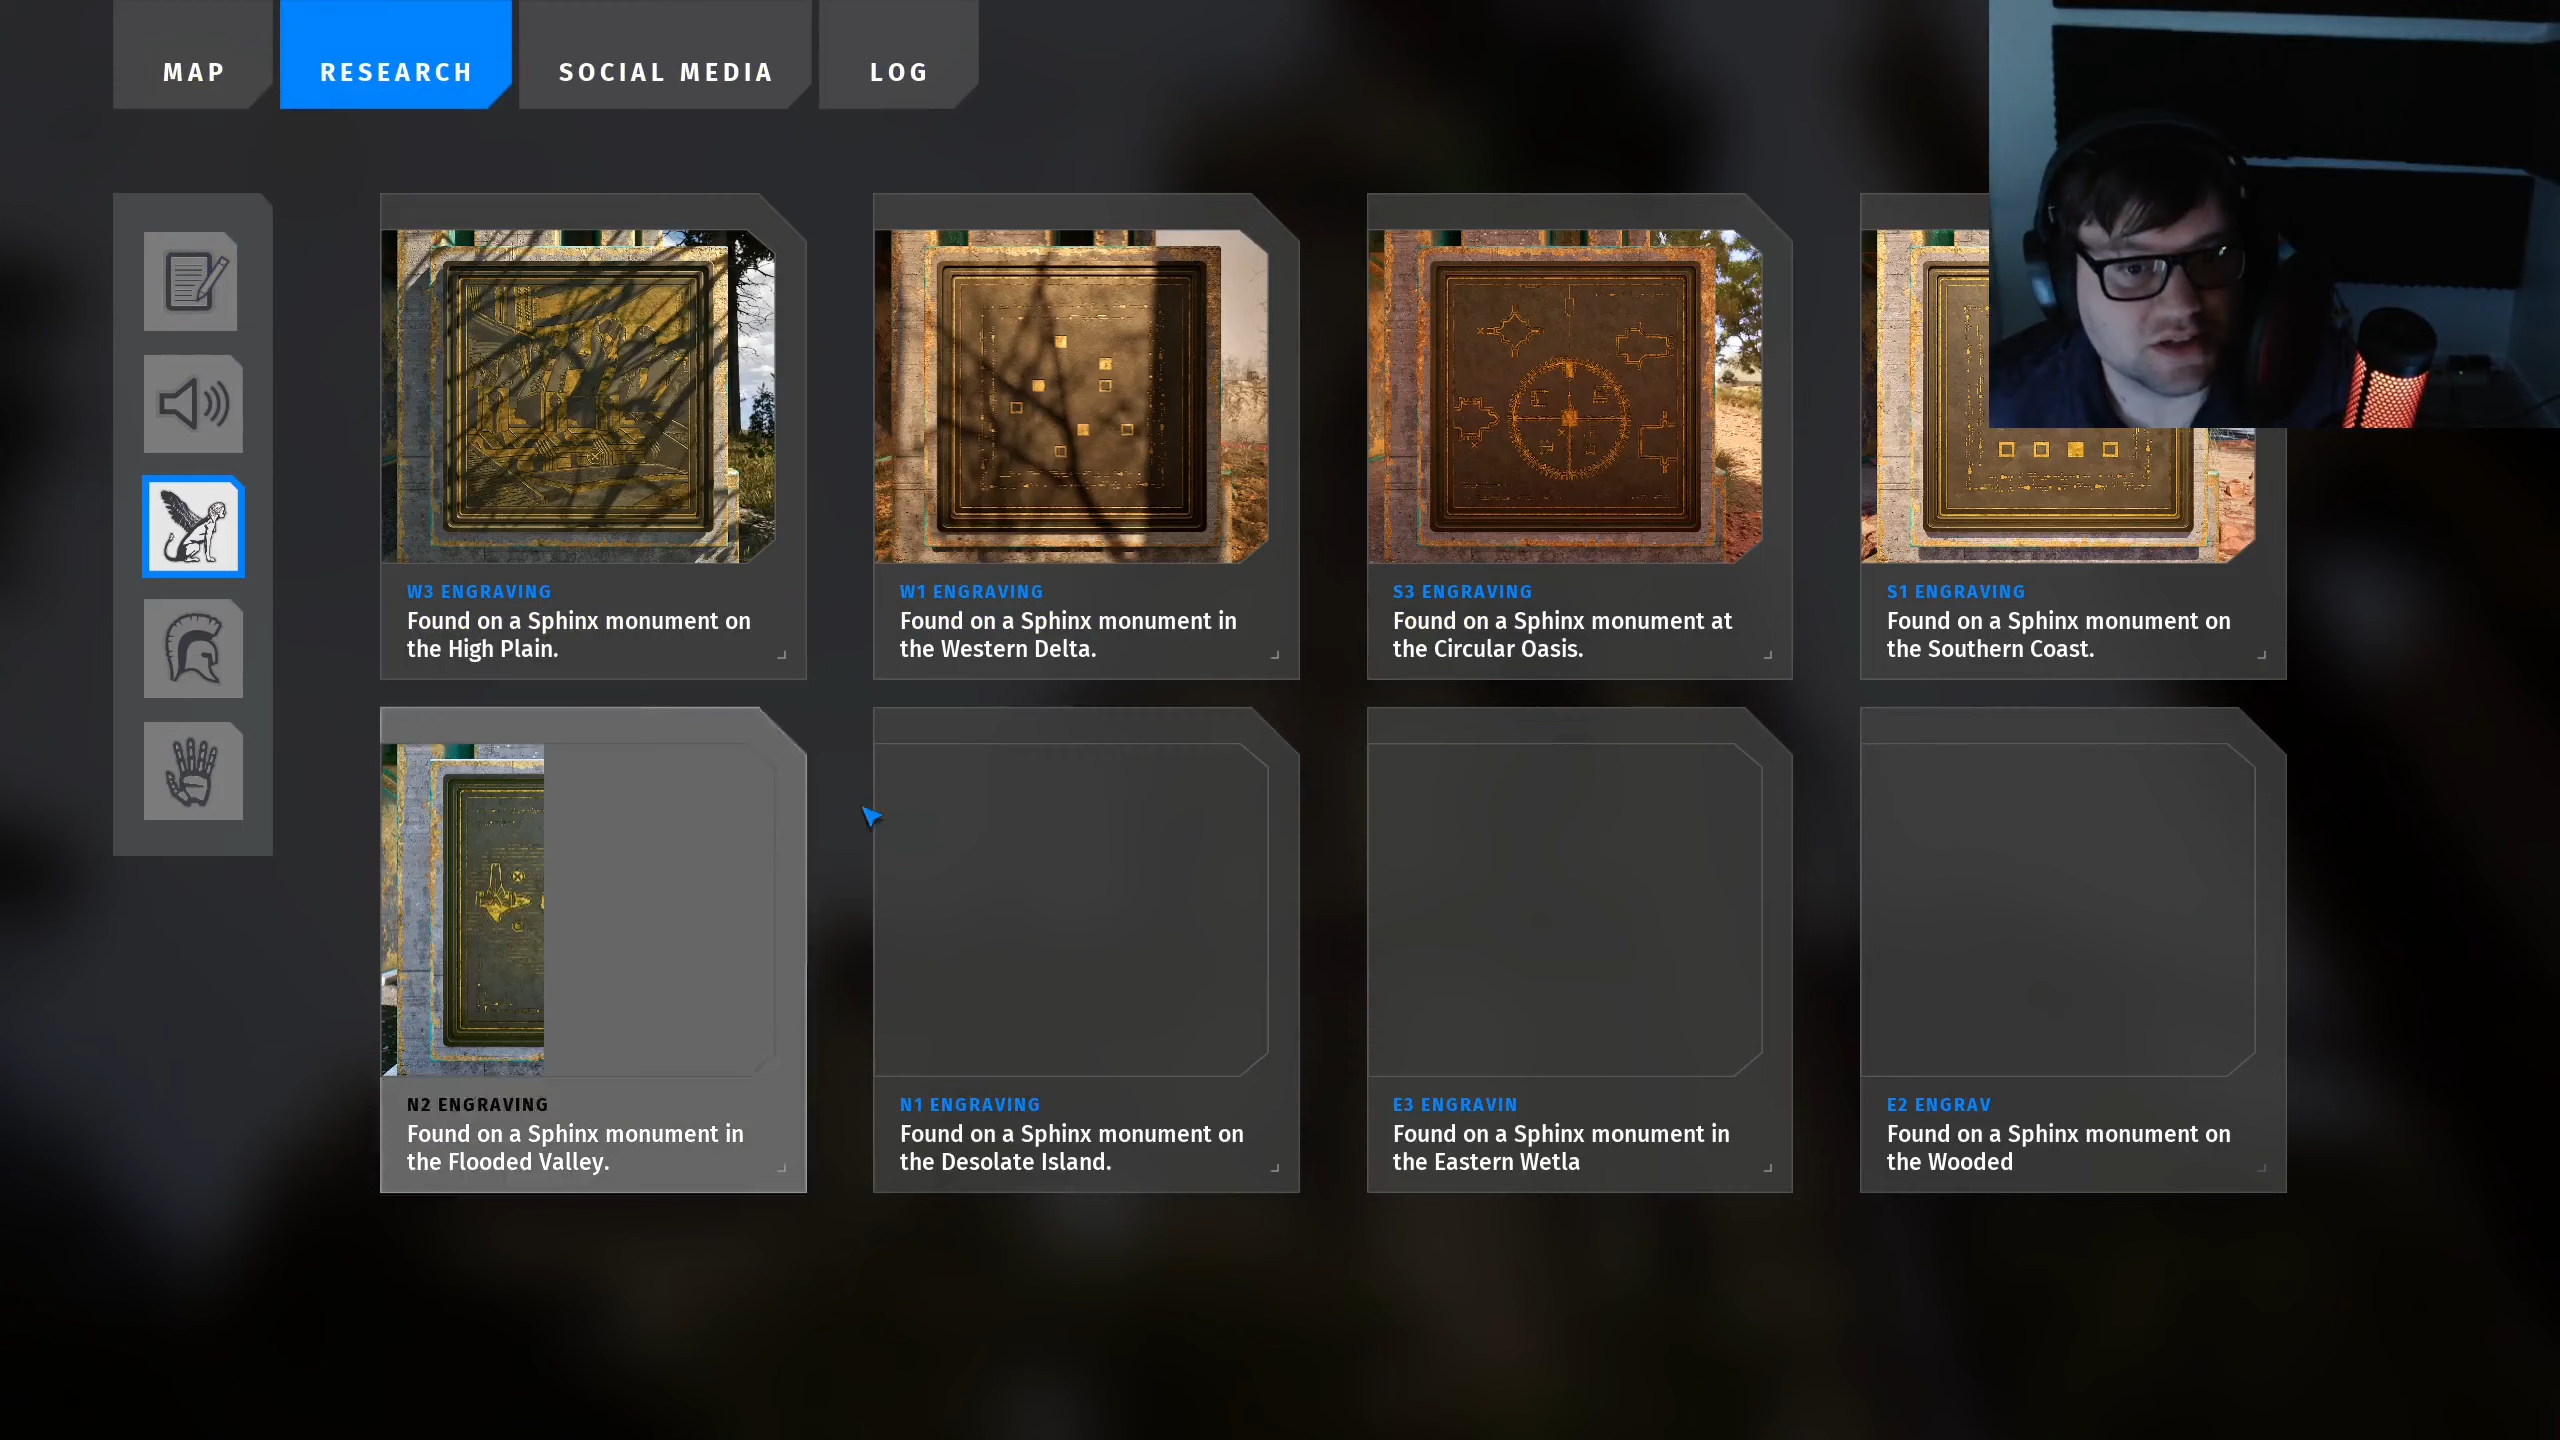 MAP
RESEARCH
SOCIAL MEDIA
LOG
W3 ENGRAVING
Found on a Sphinx monument on
the High Plain.
W1 ENGRAVING
Found on a Sphinx monument in
the Western Delta.
S3 ENGRAVING
Found on a Sphinx monument at
the Circular Oasis.
S1 ENGRAVING
Found on a Sphinx monument on
the Southern Coast.
N2 ENGRAVING
Found on a Sphinx monument in
the Flooded Valley.
N1 ENGRAVING
Found on a Sphinx monument on
the Desolate Island.
E3 ENGRAVIN
Found on a Sphinx monument in
the Eastern Wetla
E2 ENGRAV
Found on a Sphinx monument on
the Wooded